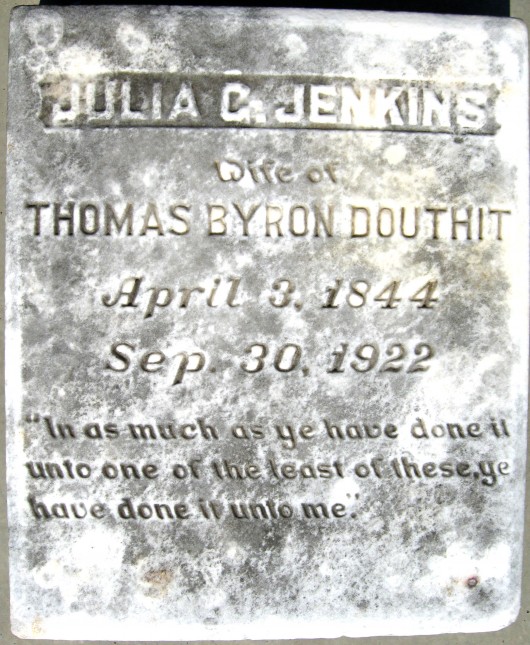 JULIA C. JENKINS
Wife of
THOMAS BYRON DOUTHIT
April 3, 1844
Sep. 30, 1922
"In as much as ye have done it
unto one of the least of these, ye
have done it unto me."